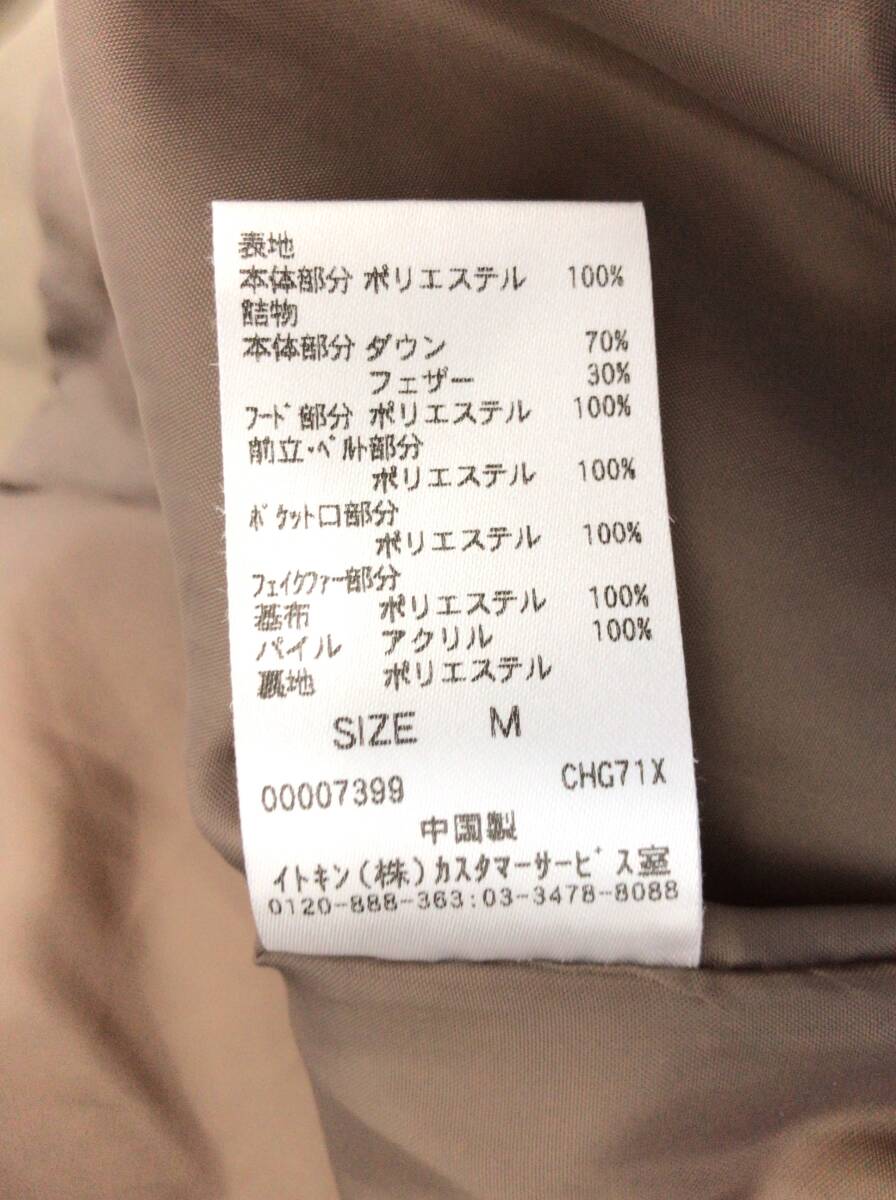 表地
本体部分 ポリエステル 100%
詰物
本体部分 ダウン 70%
フェザー 30%
ﾌｰﾄﾞ部分 ポリエステル 100%
前立・ﾍﾞﾙﾄ部分
ポリエステル 100%
ﾎﾟｹｯﾄ口部分
ポリエステル 100%
ﾌｪｲｸﾌｧｰ部分
基布 ポリエステル 100%
パイル アクリル 100%
裏地 ポリエステル
SIZE M
00007399 CHG71X
中国製
イトキン(株)ｶｽﾀﾏｰｻｰﾋﾞｽ室
0120-888-363:03-3478-8088